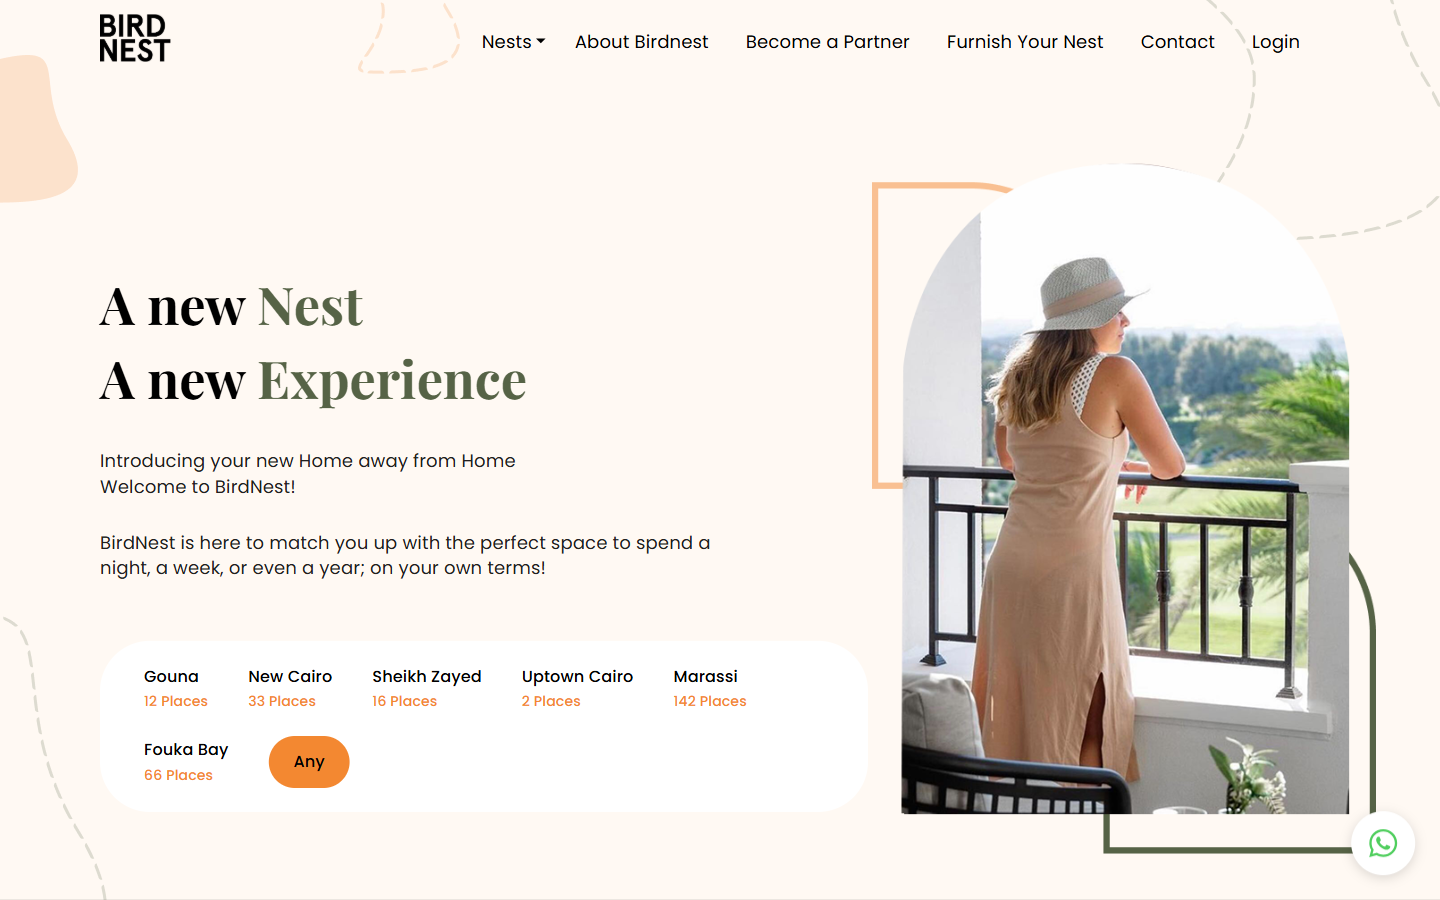 BIRD
NEST
Nests
About Birdnest
Become a Partner
Furnish Your Nest
Contact
Login
A new Nest
A new Experience
Introducing your new Home away from Home
Welcome to BirdNest!
BirdNest is here to match you up with the perfect space to spend a
night, a week, or even a year; on your own terms!
Gouna
12 Places
New Cairo
33 Places
Sheikh Zayed
16 Places
Uptown Cairo
2 Places
Marassi
142 Places
Fouka Bay
66 Places
Any